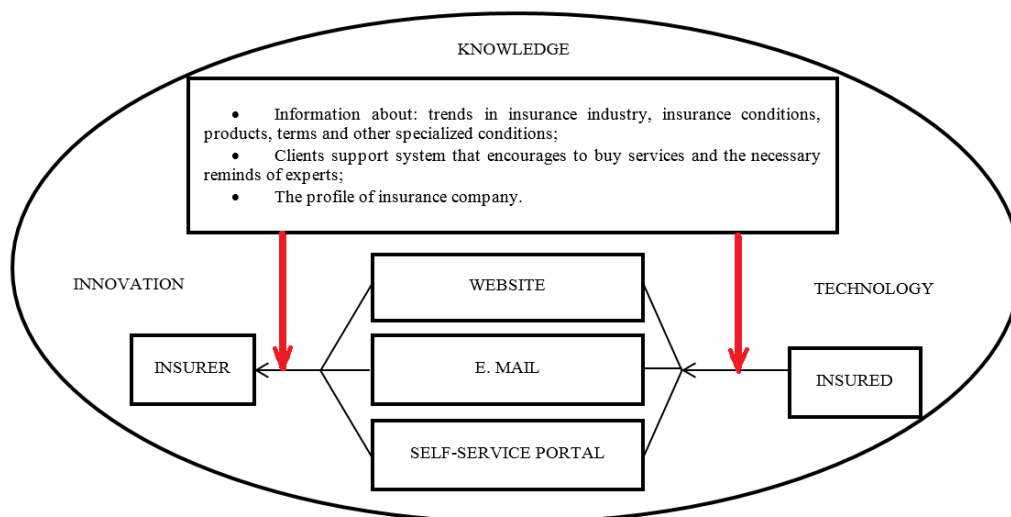 KNOWLEDGE
• Information about: trends in insurance industry, insurance conditions,
products, terms and other specialized conditions;
• Clients support system that encourages to buy services and the necessary
reminds of experts;
• The profile of insurance company.
INNOVATION
WEBSITE
TECHNOLOGY
INSURER
E. MAIL
INSURED
SELF-SERVICE PORTAL